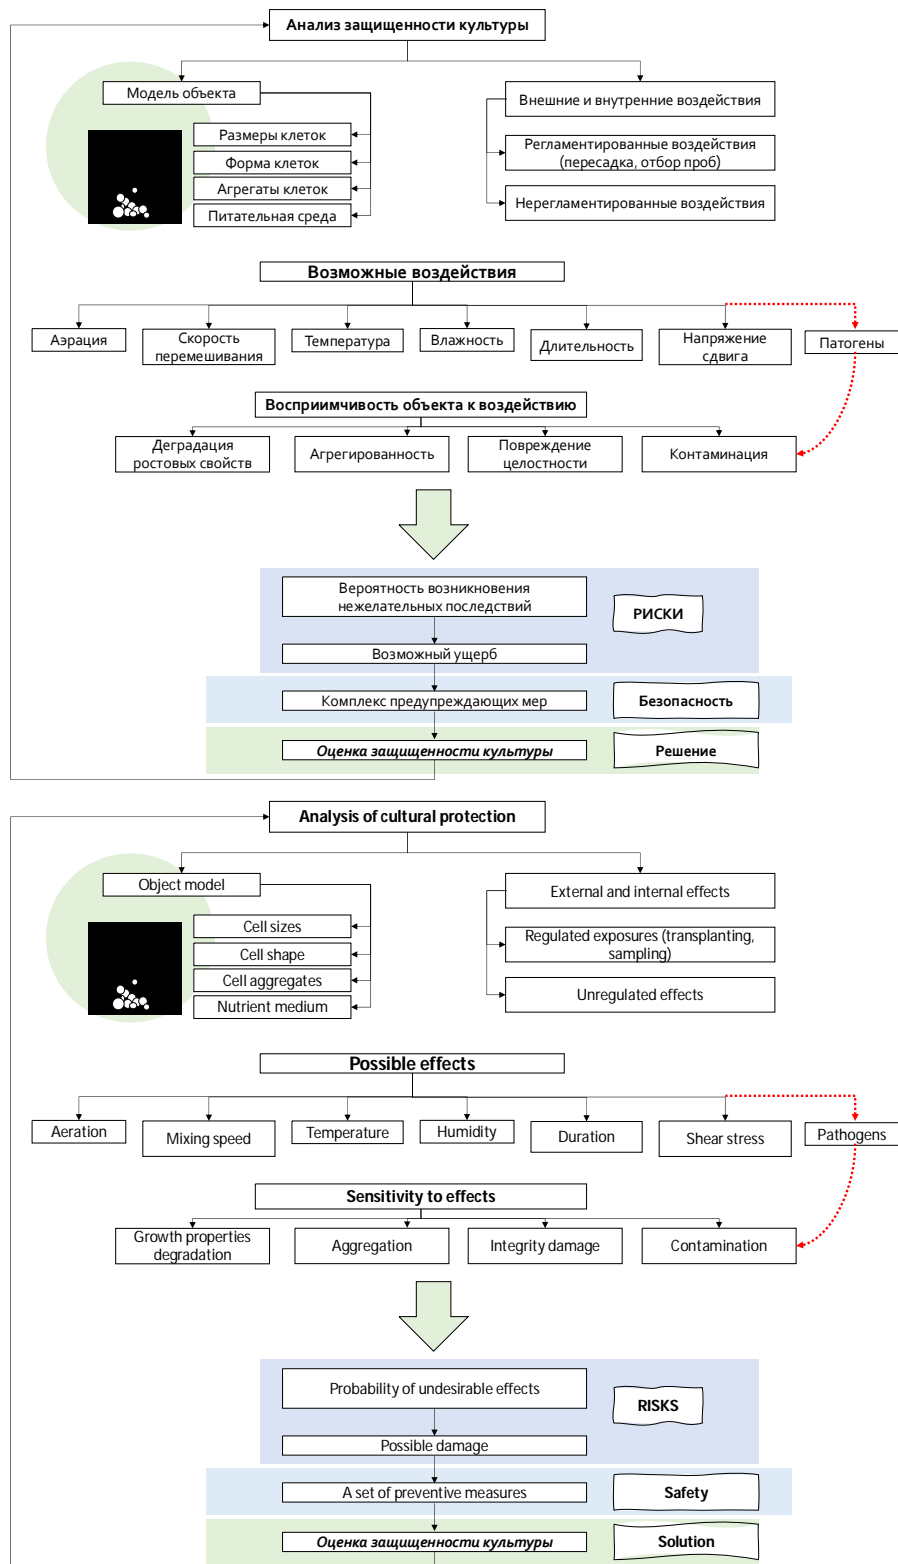 Анализ защищенности культуры
Модель объекта
Внешние и внутренние воздействия
Размеры клеток
Форма клеток
Агрегаты клеток
Питательная среда
Регламентированные воздействия
(пересадка, отбор проб)
Нерегламентированные воздействия
Возможные воздействия
Аэрация
Скорость
перемешивания
Температура
Влажность
Длительность
Напряжение
сдвига
Патогены
Восприимчивость объекта к воздействию
Деградация
ростовых свойств
Агрегированность
Повреждение
целостности
Контаминация
Вероятность возникновения
нежелательных последствий
РИСКИ
Возможный ущерб
Комплекс предупреждающих мер
Безопасность
Оценка защищенности культуры
Решение
Analysis of cultural protection
Object model
External and internal effects
Cell sizes
Cell shape
Cell aggregates
Nutrient medium
Regulated exposures (transplanting,
sampling)
Unregulated effects
Possible effects
Aeration
Mixing speed
Temperature
Humidity
Duration
Shear stress
Pathogens
Sensitivity to effects
Growth properties
degradation
Aggregation
Integrity damage
Contamination
Probability of undesirable effects
RISKS
Possible damage
A set of preventive measures
Safety
Оценка защищенности культуры
Solution